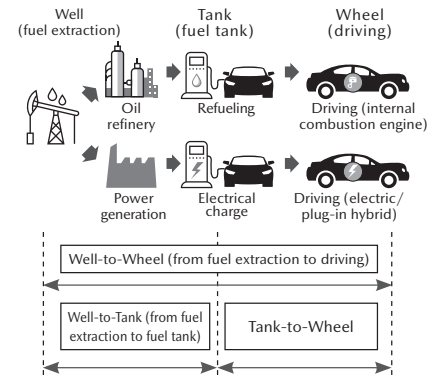 Well
(fuel extraction)
Tank
(fuel tank)
Wheel
(driving)
Oil
refinery
Refueling
Driving (internal
combustion engine)
Power
generation
Electrical
charge
Driving (electric/
plug-in hybrid)
Well-to-Wheel (from fuel extraction to driving)
Well-to-Tank (from fuel
extraction to fuel tank)
Tank-to-Wheel